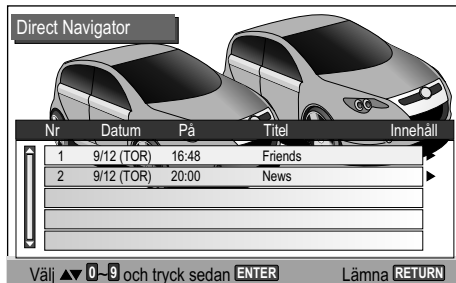 Direct Navigator
Nr Datum På Titel Innehåll
1 9/12 (TOR) 16:48 Friends
2 9/12 (TOR) 20:00 News
Välj ▲▼ 0~9 och tryck sedan ENTER Lämna RETURN